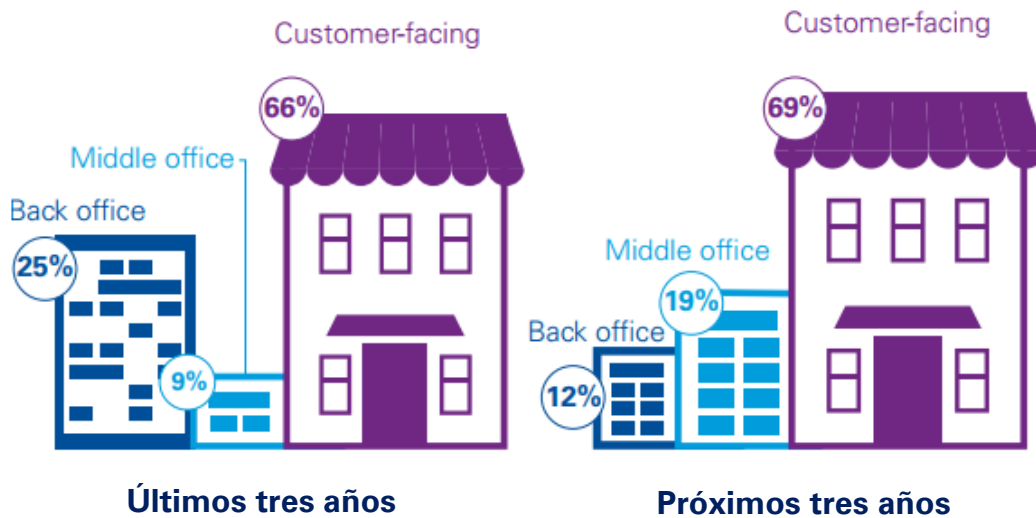 Customer-facing
66%
Middle office
Back office
25%
9%
Últimos tres años
Customer-facing
69%
Middle office
19%
Back office
12%
Próximos tres años